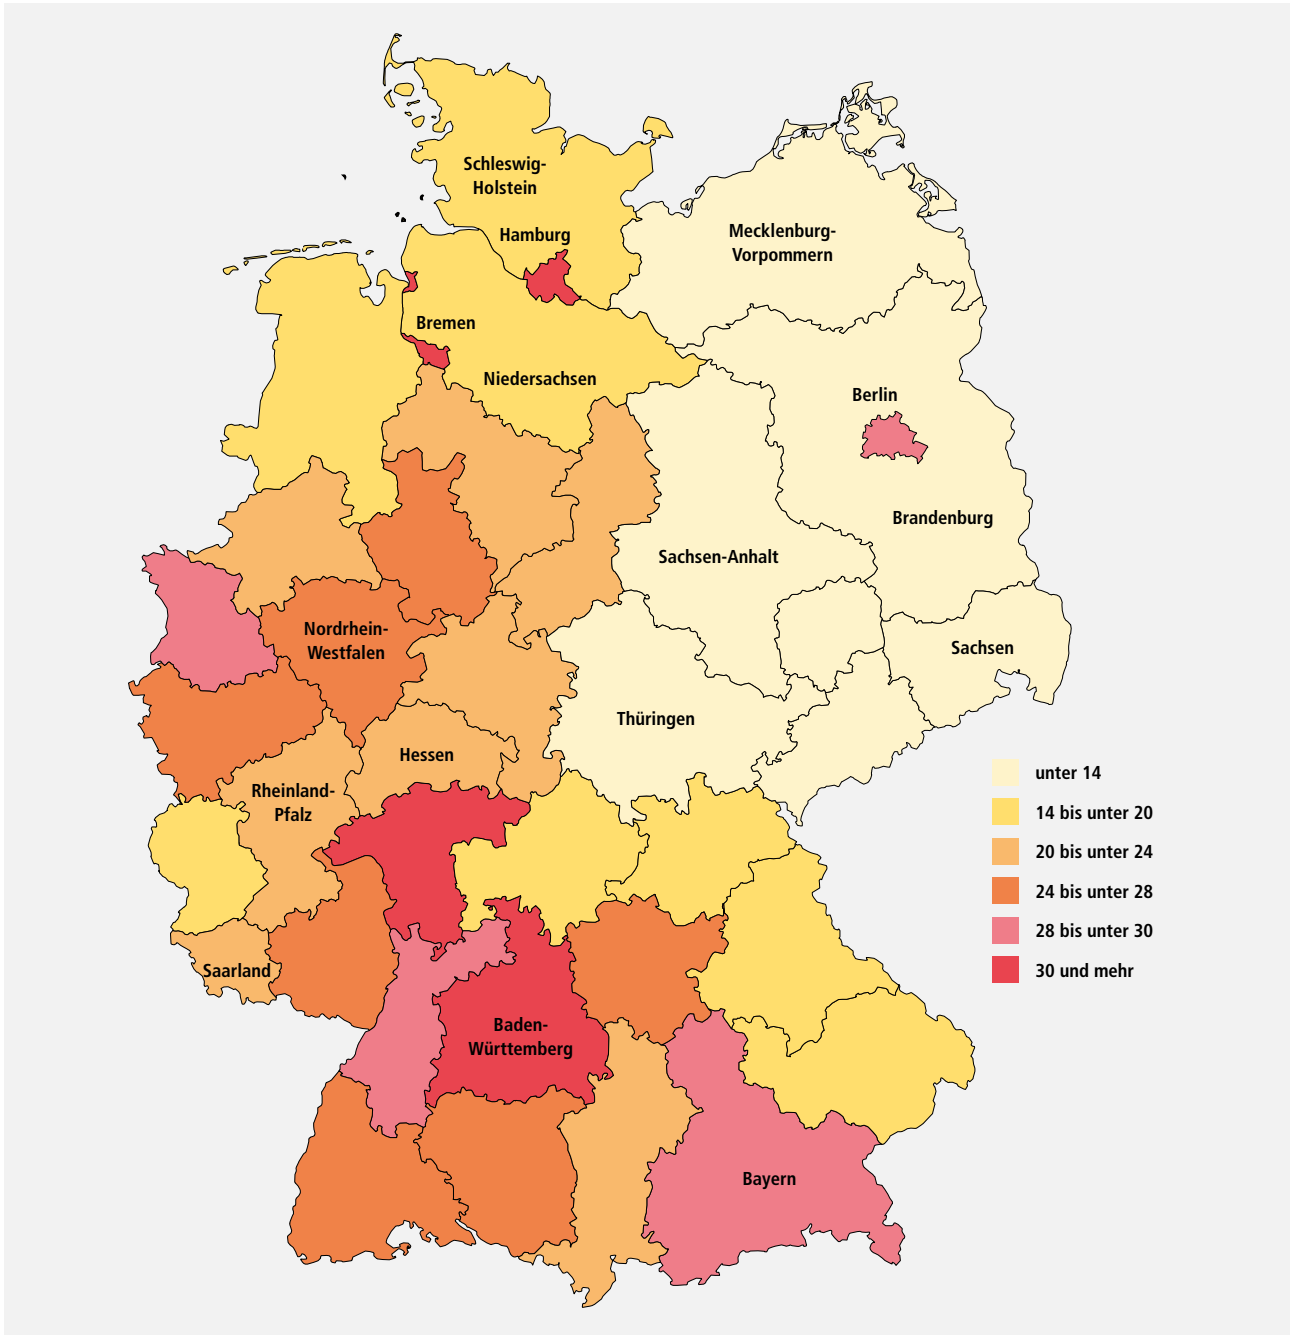 Schleswig-
Holstein
Hamburg
Mecklenburg-
Vorpommern
Bremen
Niedersachsen
Berlin
Brandenburg
Sachsen-Anhalt
Nordrhein-
Westfalen
Sachsen
Thüringen
Hessen
Rheinland-
Pfalz
Saarland
Baden-
Württemberg
Bayern
unter 14
14 bis unter 20
20 bis unter 24
24 bis unter 28
28 bis unter 30
30 und mehr